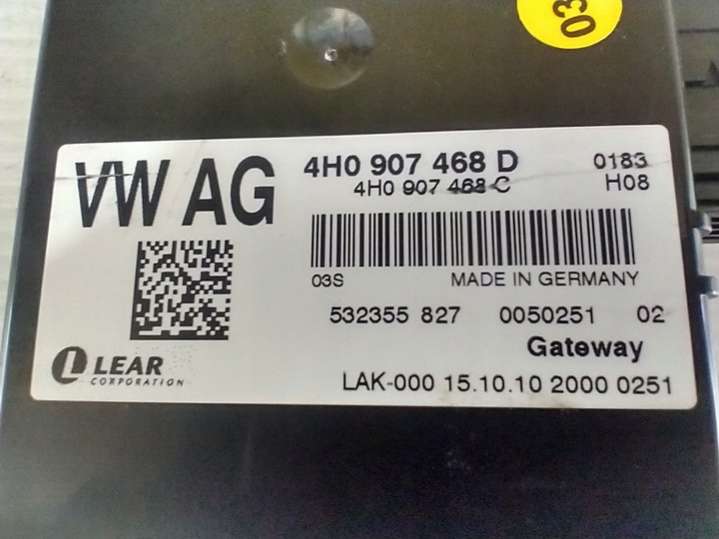 03
VW AG
4H0 907 468 D 0183
4H0 907 468 C H08
03S MADE IN GERMANY
532355 827 0050251 02
Gateway
L LEAR
CORPORATION
LAK-000 15.10.10 2000 0251